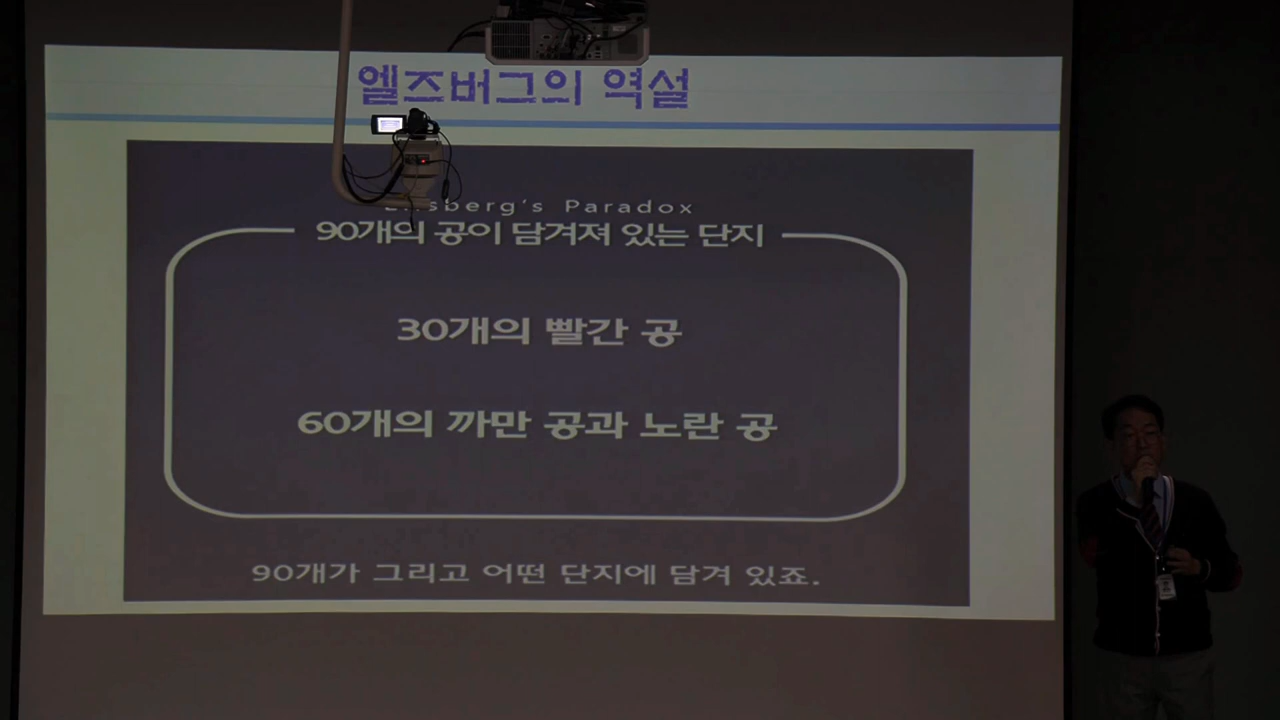 엘즈버그의 역설
Ellsberg's Paradox
90개의 공이 담겨져 있는 단지
30개의 빨간 공
60개의 까만 공과 노란 공
90개가 그리고 어떤 단지에 담겨 있죠.